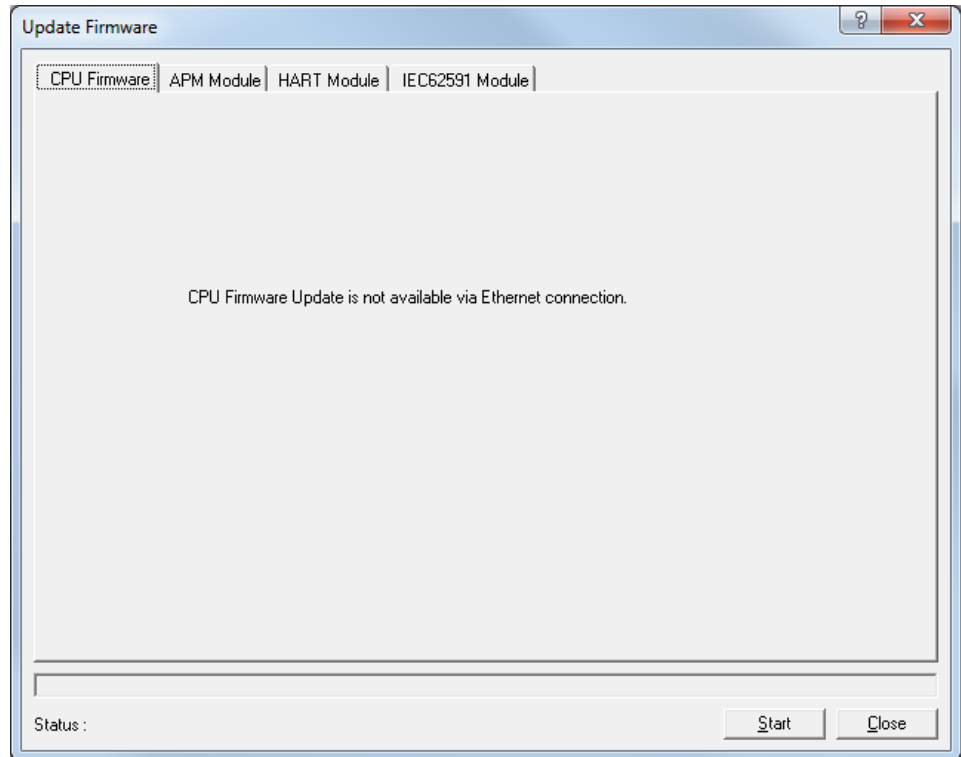 Update Firmware
CPU Firmware APM Module HART Module IEC62591 Module
CPU Firmware Update is not available via Ethernet connection.
Status :
Start Close